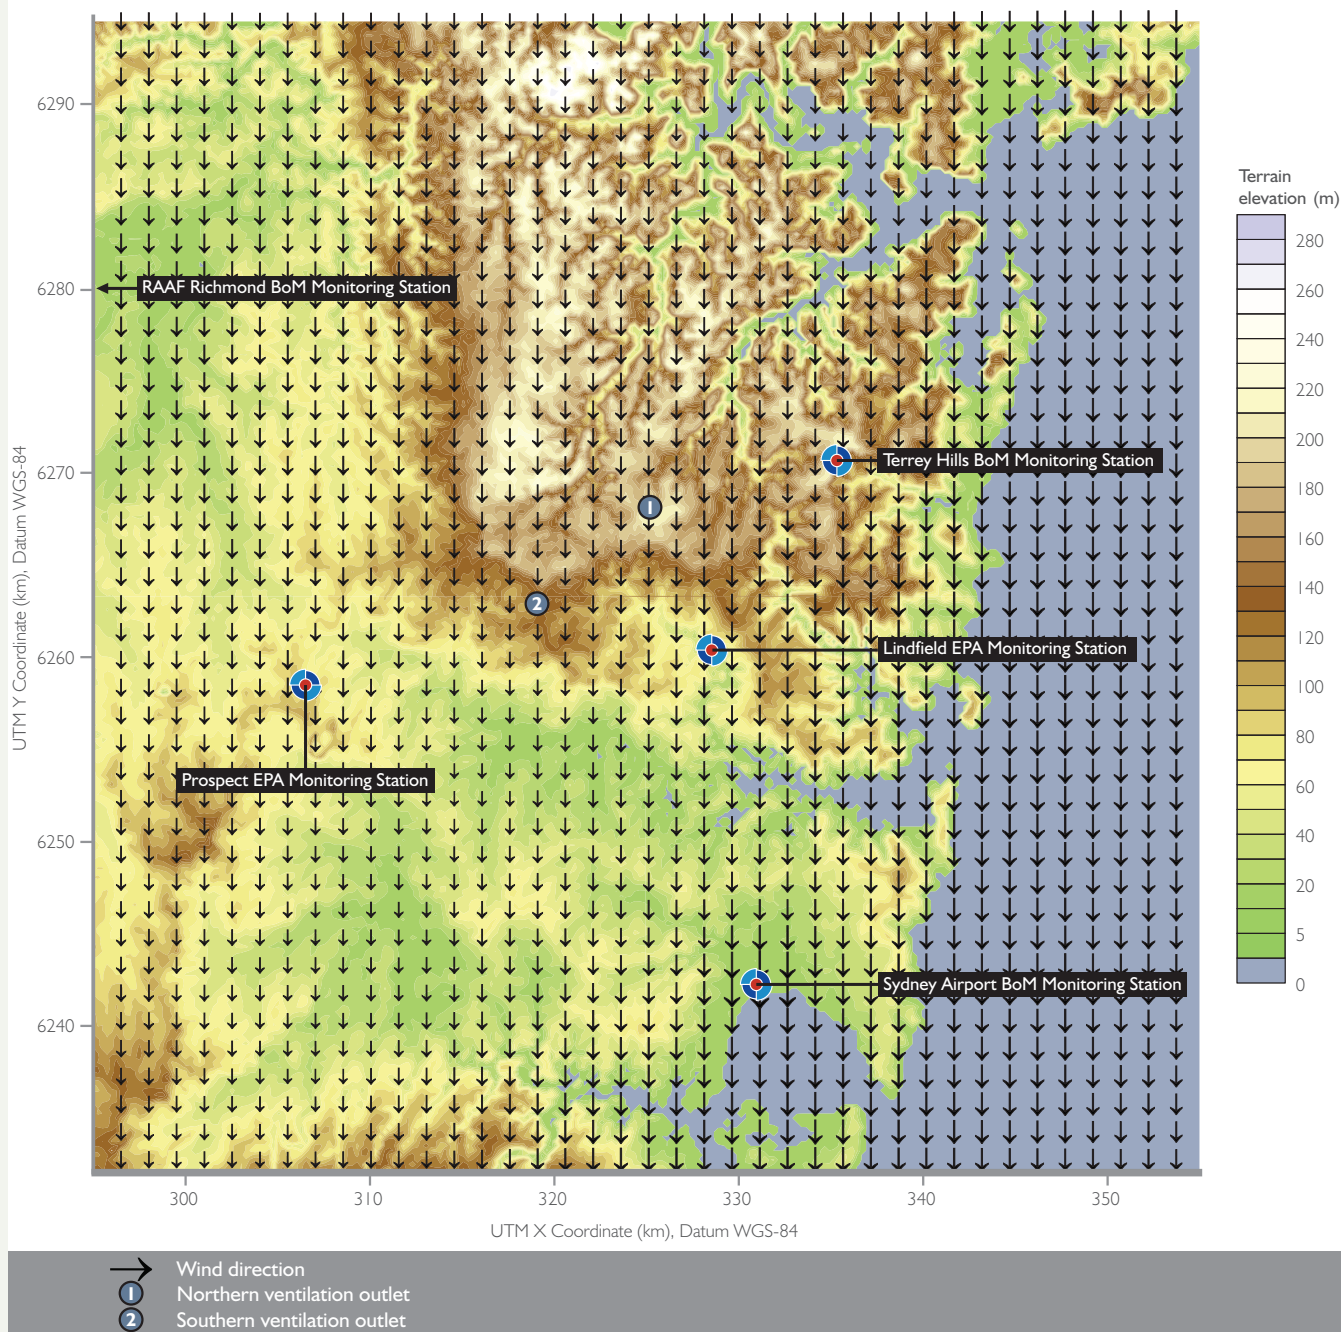 6290
6280
6270
6260
6250
6240
UTM Y Coordinate (km), Datum WGS-84
RAAF Richmond BoM Monitoring Station
Terrey Hills BoM Monitoring Station
1
2
Lindfield EPA Monitoring Station
Prospect EPA Monitoring Station
Sydney Airport BoM Monitoring Station
300
310
320
330
340
350
UTM X Coordinate (km), Datum WGS-84
Terrain
elevation (m)
280
260
240
220
200
180
160
140
120
100
80
60
40
20
5
0
Wind direction
1 Northern ventilation outlet
2 Southern ventilation outlet